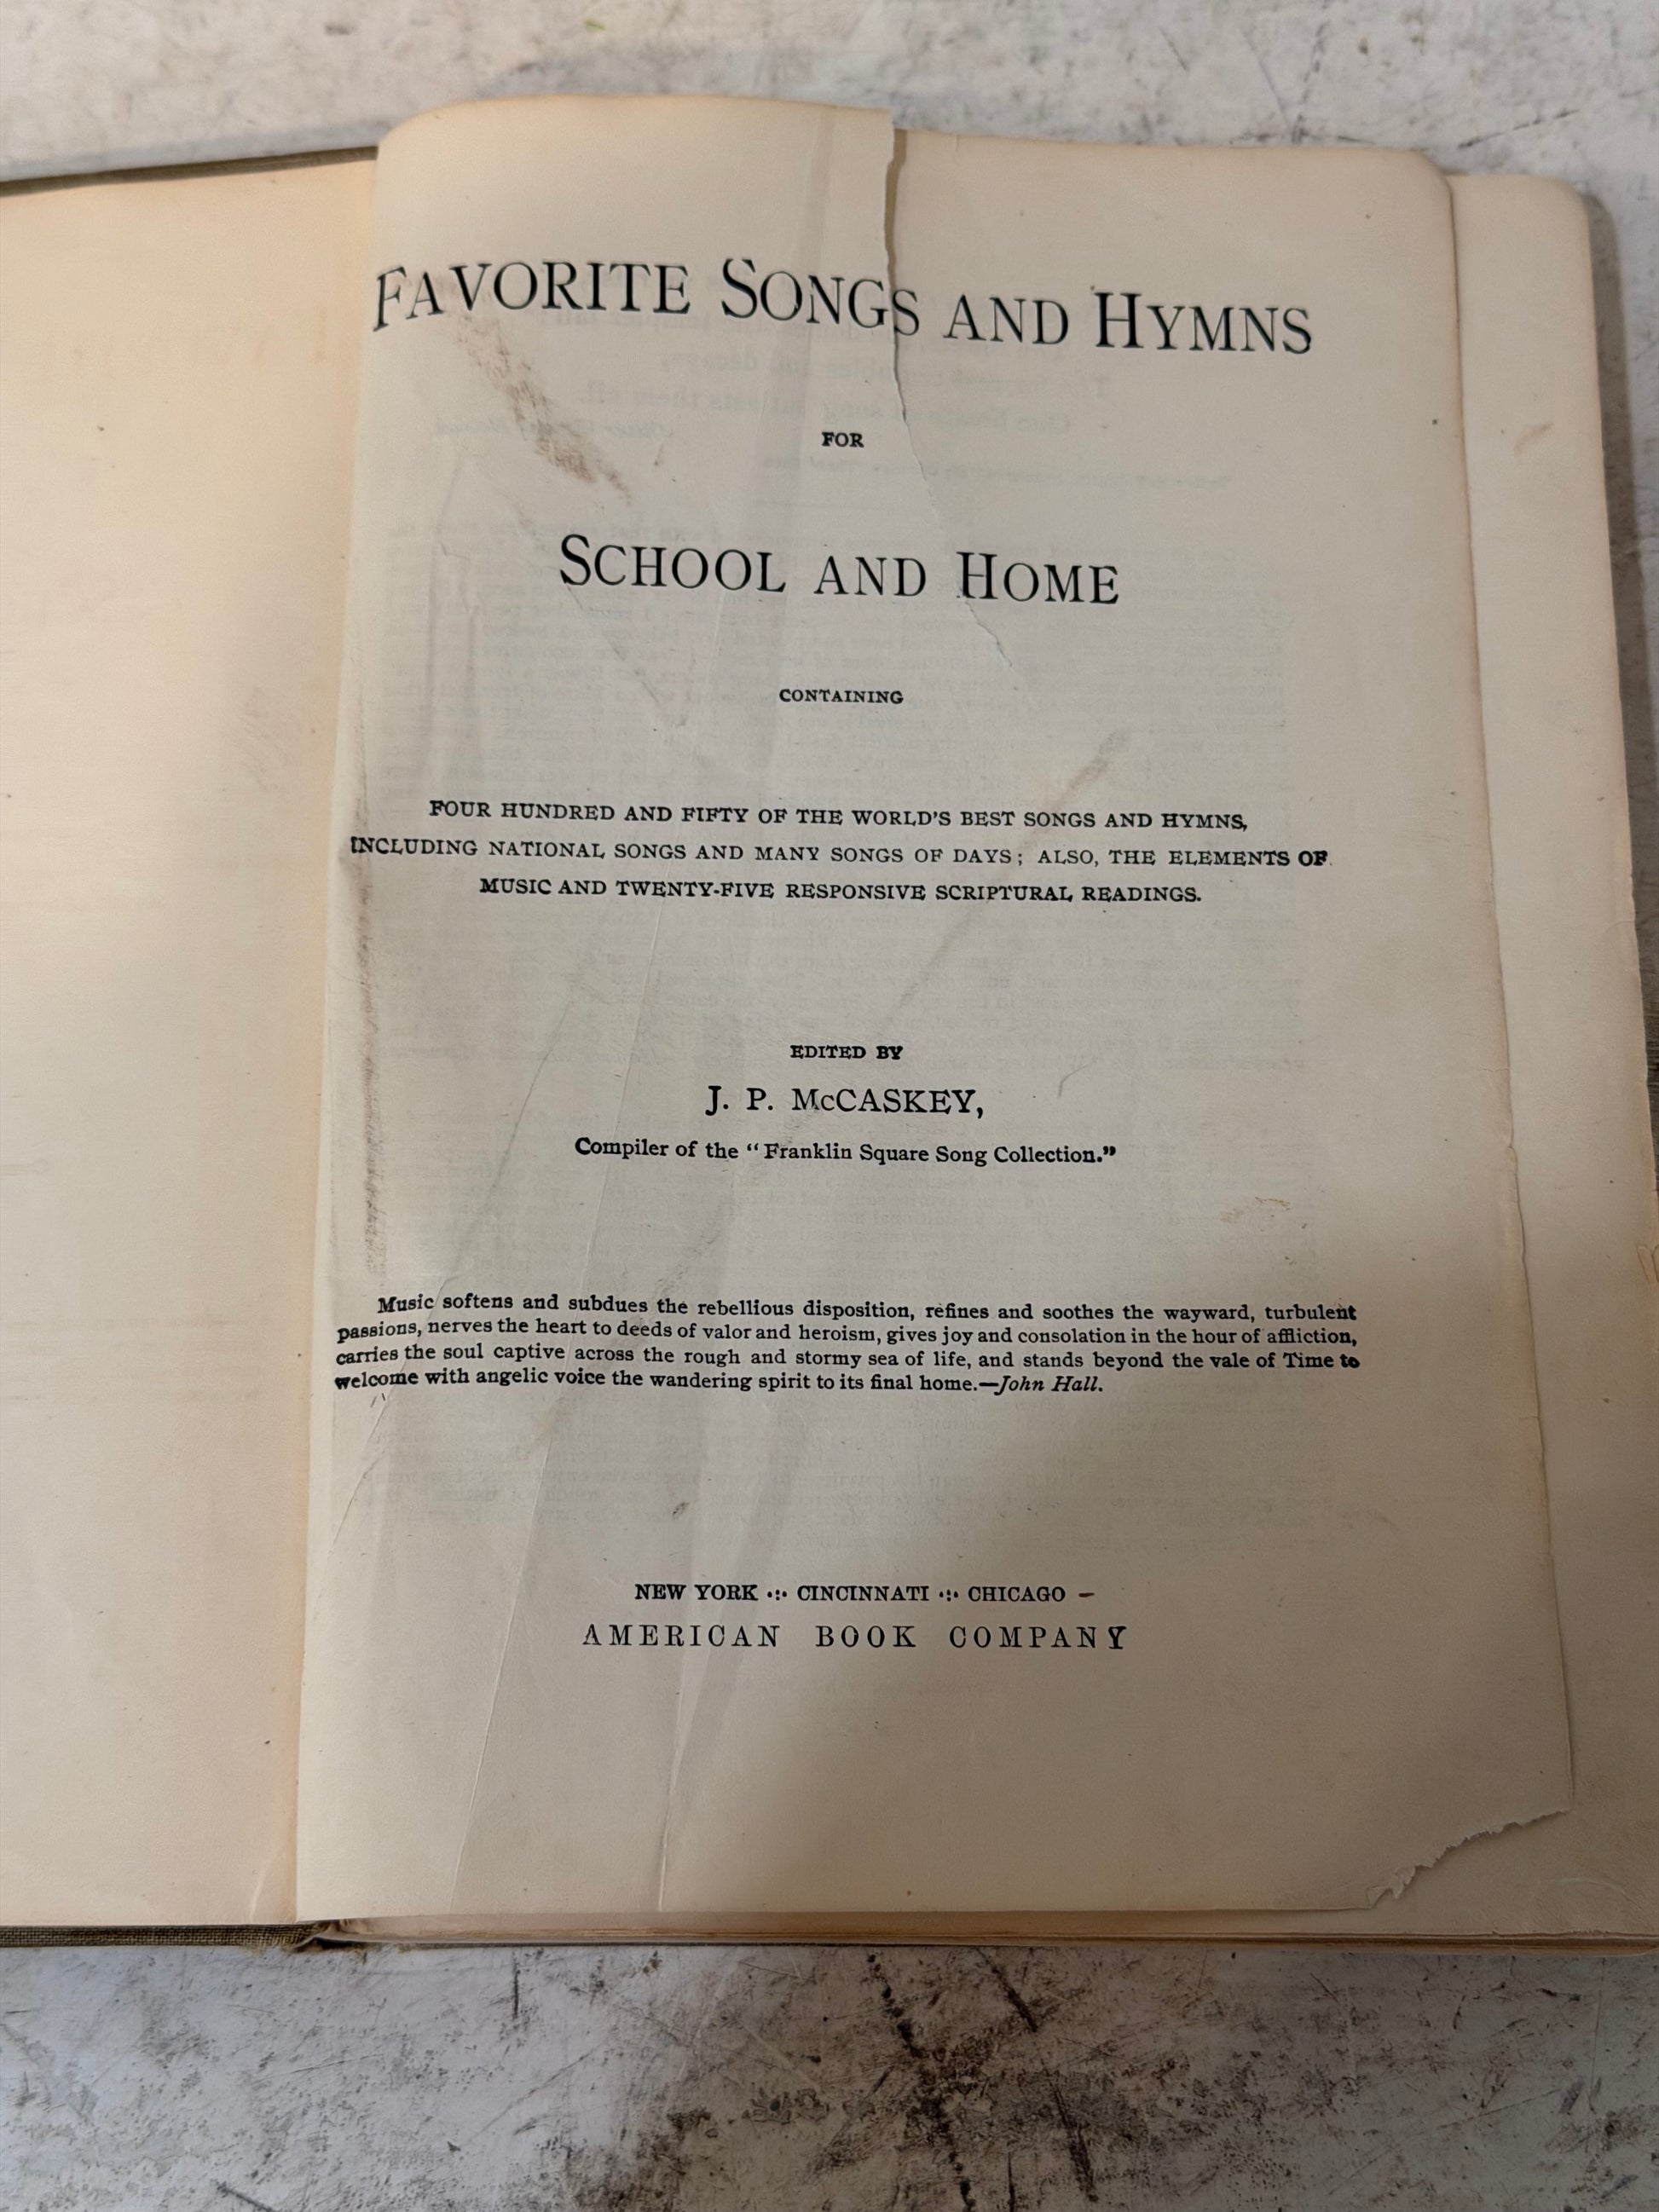 FAVORITE SONGS AND HYMNS
FOR
SCHOOL AND HOME
CONTAINING
FOUR HUNDRED AND FIFTY OF THE WORLD'S BEST SONGS AND HYMNS,
INCLUDING NATIONAL SONGS AND MANY SONGS OF DAYS; ALSO, THE ELEMENTS OF
MUSIC AND TWENTY-FIVE RESPONSIVE SCRIPTURAL READINGS.
EDITED BY
J. P. McCASKEY,
Compiler of the "Franklin Square Song Collection."
Music softens and subdues the rebellious disposition, refines and soothes the wayward, turbulent
passions, nerves the heart to deeds of valor and heroism, gives joy and consolation in the hour of affliction,
carries the soul captive across the rough and stormy sea of life, and stands beyond the vale of Time to
welcome with angelic voice the wandering spirit to its final home.—John Hall.
NEW YORK ·:· CINCINNATI ·:· CHICAGO
AMERICAN BOOK COMPANY